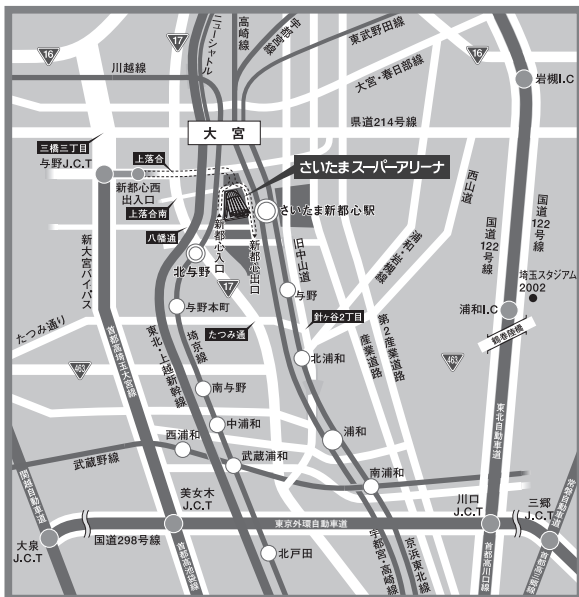 ニューシャトル
高崎線
宇都宮線
東武野田線
16
17
16
川越線
大宮・春日部線
岩槻I.C
県道214号線
大宮
三橋三丁目
上落合
与野J.C.T
さいたまスーパーアリーナ
新都心西
出入口
上落合南
さいたま新都心駅
西山道
国道122号線
国道122号線
八幡通
新都心入口
新都心出口
旧中山道
浦和・岩槻線
北与野
新大宮バイパス
埼玉スタジアム
2002
17
与野
与野本町
浦和I.C
たつみ通り
たつみ通
針ヶ谷2丁目
鶴巻陸橋
首都高埼玉大宮線
東北・上越新幹線
埼京線
産業道路
第2産業道路
463
北浦和
463
南与野
中浦和
浦和
東北自動車道
西浦和
武蔵浦和
武蔵野線
南浦和
関越自動車道
常磐自動車道
美女木
J.C.T
川口
J.C.T
三郷
J.C.T
東京外環自動車道
大泉
J.C.T
国道298号線
首都高池袋線
北戸田
宇都宮・高崎線
京浜東北線
首都高川口線
首都高三郷線